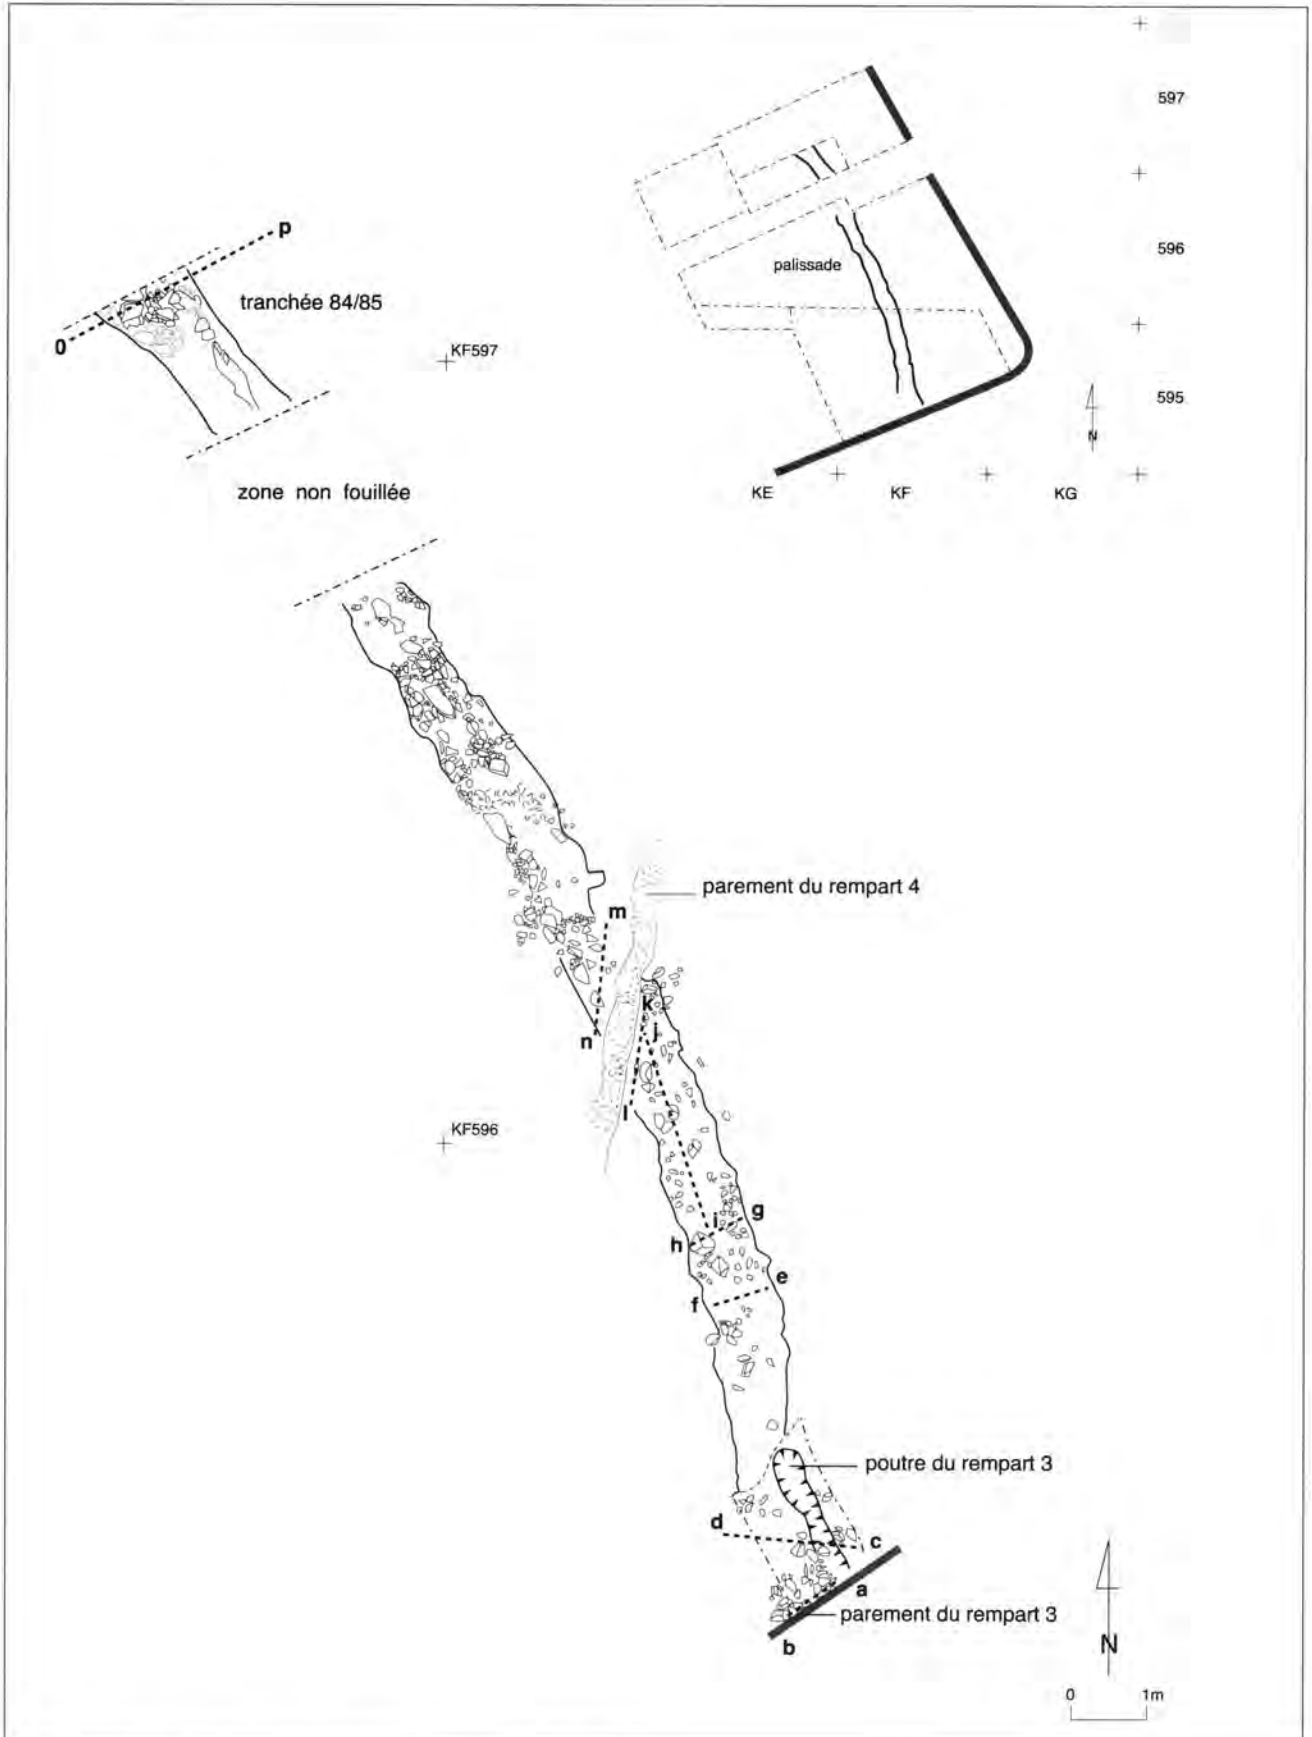 597
596
595
palissade
N
KE KF KG
p
tranchée 84/85
0
KF597
zone non fouillée
parement du rempart 4
m
k
j
n
l
KF596
i g
h
e
f
poutre du rempart 3
d
c
a
parement du rempart 3
b
N
0 1m